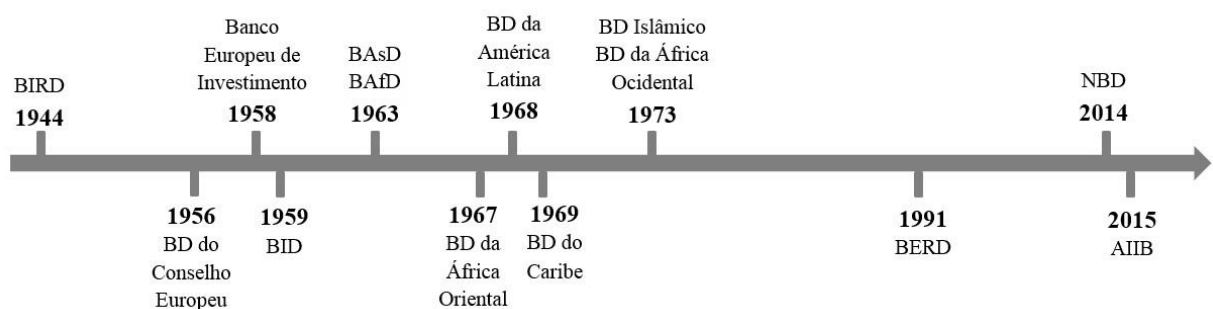 BIRD
1944
Banco
Europeu de
Investimento
1958
BAsD
BAfD
1963
BD da
América
Latina
1968
BD Islâmico
BD da África
Ocidental
1973
NBD
2014
1956
BD do
Conselho
Europeu
1959
BID
1967
BD da
África
Oriental
1969
BD do
Caribe
1991
BERD
2015
AIIB